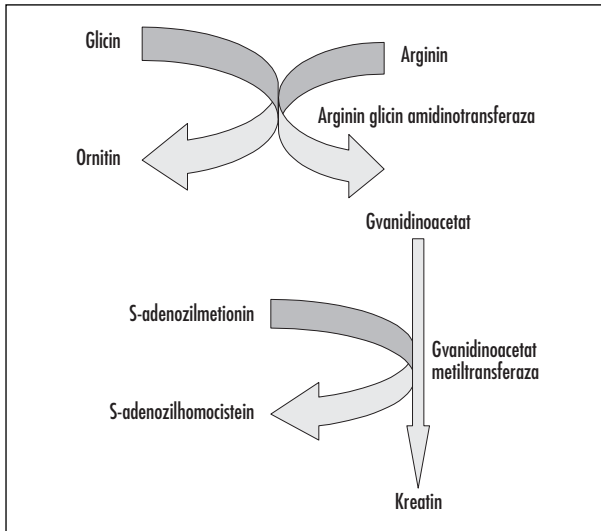 Glicin
Arginin
Arginin glicin amidinotransferaza
Ornitin
Gvanidinoacetat
S-adenozilmetionin
Gvanidinoacetat
metiltransferaza
S-adenozilhomocistein
Kreatin